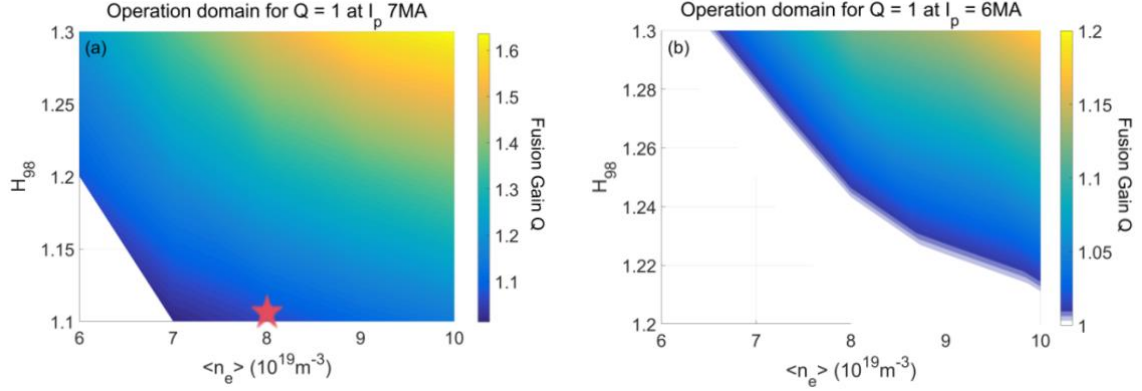 Operation domain for Q = 1 at I_p 7MA
(a)
H_98
1.3
1.25
1.2
1.15
1.1
6 7 8 9 10
<n_e> (10^19m^-3)
1.6
1.5
1.4
1.3
1.2
1.1
Fusion Gain Q
Operation domain for Q = 1 at I_p = 6MA
(b)
H_98
1.3
1.28
1.26
1.24
1.22
1.2
6 7 8 9 10
<n_e> (10^19m^-3)
1.2
1.15
1.1
1.05
1
Fusion Gain Q